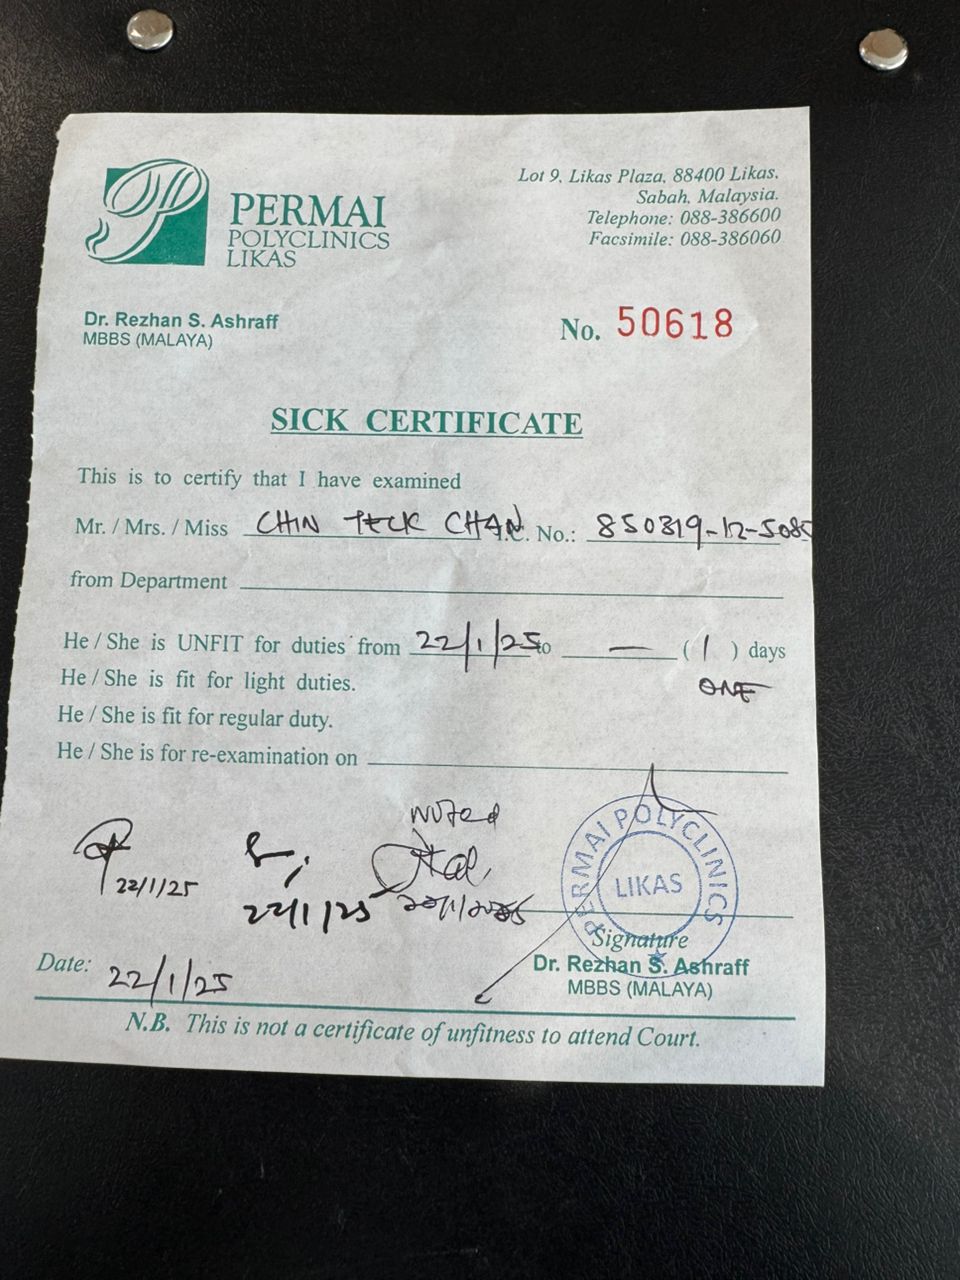 PERMAI
POLYCLINICS
LIKAS
Lot 9, Likas Plaza, 88400 Likas.
Sabah, Malaysia.
Telephone: 088-386600
Facsimile: 088-386060
Dr. Rezhan S. Ashraff
MBBS (MALAYA)
No. 50618
SICK CERTIFICATE
This is to certify that I have examined
Mr. / Mrs. / Miss CHIN TECK CHAN I.C. No.: 850319-12-5085
from Department
He / She is UNFIT for duties from 22/1/25 to — ( 1 ) days
ONE
He / She is fit for light duties.
He / She is fit for regular duty.
He / She is for re-examination on
Noted
22/1/25
22/1/25
22/1/2025
PERMAI POLYCLINICS
LIKAS
Signature
Dr. Rezhan S. Ashraff
MBBS (MALAYA)
Date: 22/1/25
N.B. This is not a certificate of unfitness to attend Court.